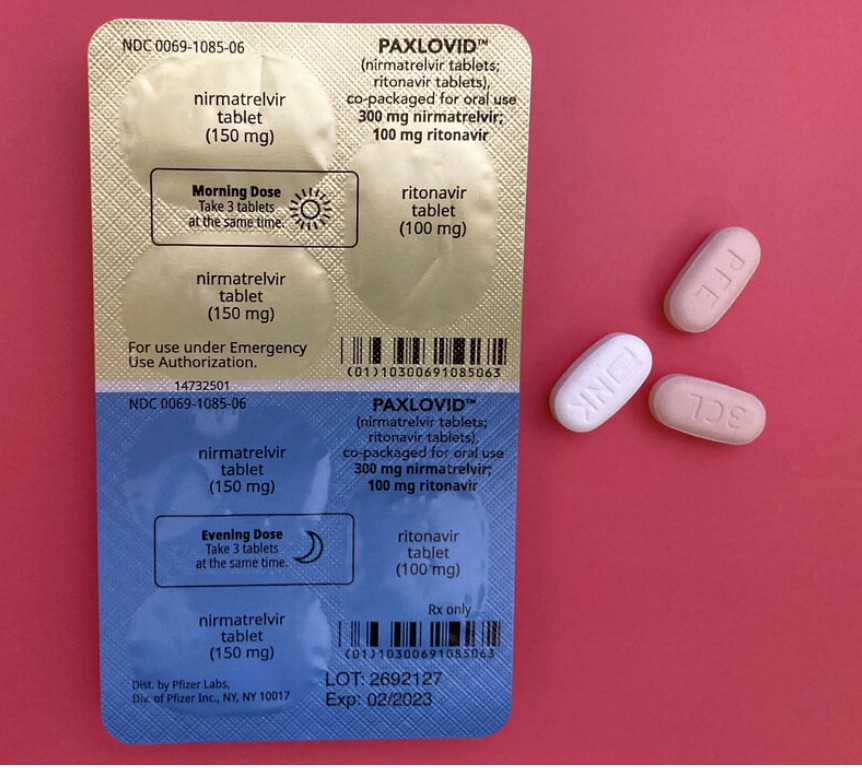 NDC 0069-1085-06
nirmatrelvir
tablet
(150 mg)
PAXLOVID™
(nirmatrelvir tablets;
ritonavir tablets),
co-packaged for oral use
300 mg nirmatrelvir;
100 mg ritonavir
Morning Dose
Take 3 tablets
at the same time.
ritonavir
tablet
(100 mg)
nirmatrelvir
tablet
(150 mg)
For use under Emergency
Use Authorization.
(01)10300691085063
14732501
NDC 0069-1085-06
nirmatrelvir
tablet
(150 mg)
PAXLOVID™
(nirmatrelvir tablets;
ritonavir tablets),
co-packaged for oral use
300 mg nirmatrelvir;
100 mg ritonavir
Evening Dose
Take 3 tablets
at the same time.
ritonavir
tablet
(100 mg)
nirmatrelvir
tablet
(150 mg)
Rx only
(01)10300691085063
Dist. by Pfizer Labs,
Div. of Pfizer Inc., NY, NY 10017
LOT: 2692127
Exp: 02/2023
PFE
NK
3CL